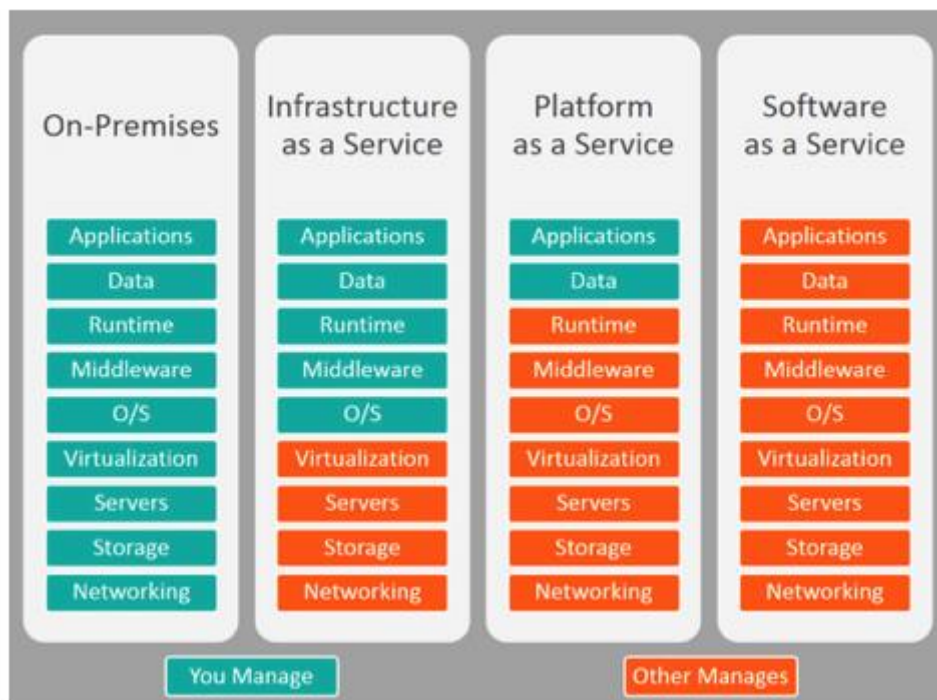 On-Premises
Applications
Data
Runtime
Middleware
O/S
Virtualization
Servers
Storage
Networking
Infrastructure
as a Service
Applications
Data
Runtime
Middleware
O/S
Virtualization
Servers
Storage
Networking
Platform
as a Service
Applications
Data
Runtime
Middleware
O/S
Virtualization
Servers
Storage
Networking
Software
as a Service
Applications
Data
Runtime
Middleware
O/S
Virtualization
Servers
Storage
Networking
You Manage
Other Manages